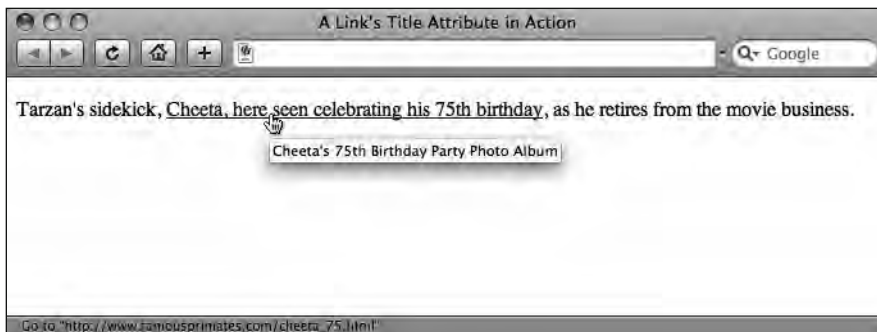 A Link's Title Attribute in Action
Google
Tarzan's sidekick, Cheeta, here seen celebrating his 75th birthday, as he retires from the movie business.
Cheeta's 75th Birthday Party Photo Album
Go to "http://www.famousprimates.com/cheeta_75.html"